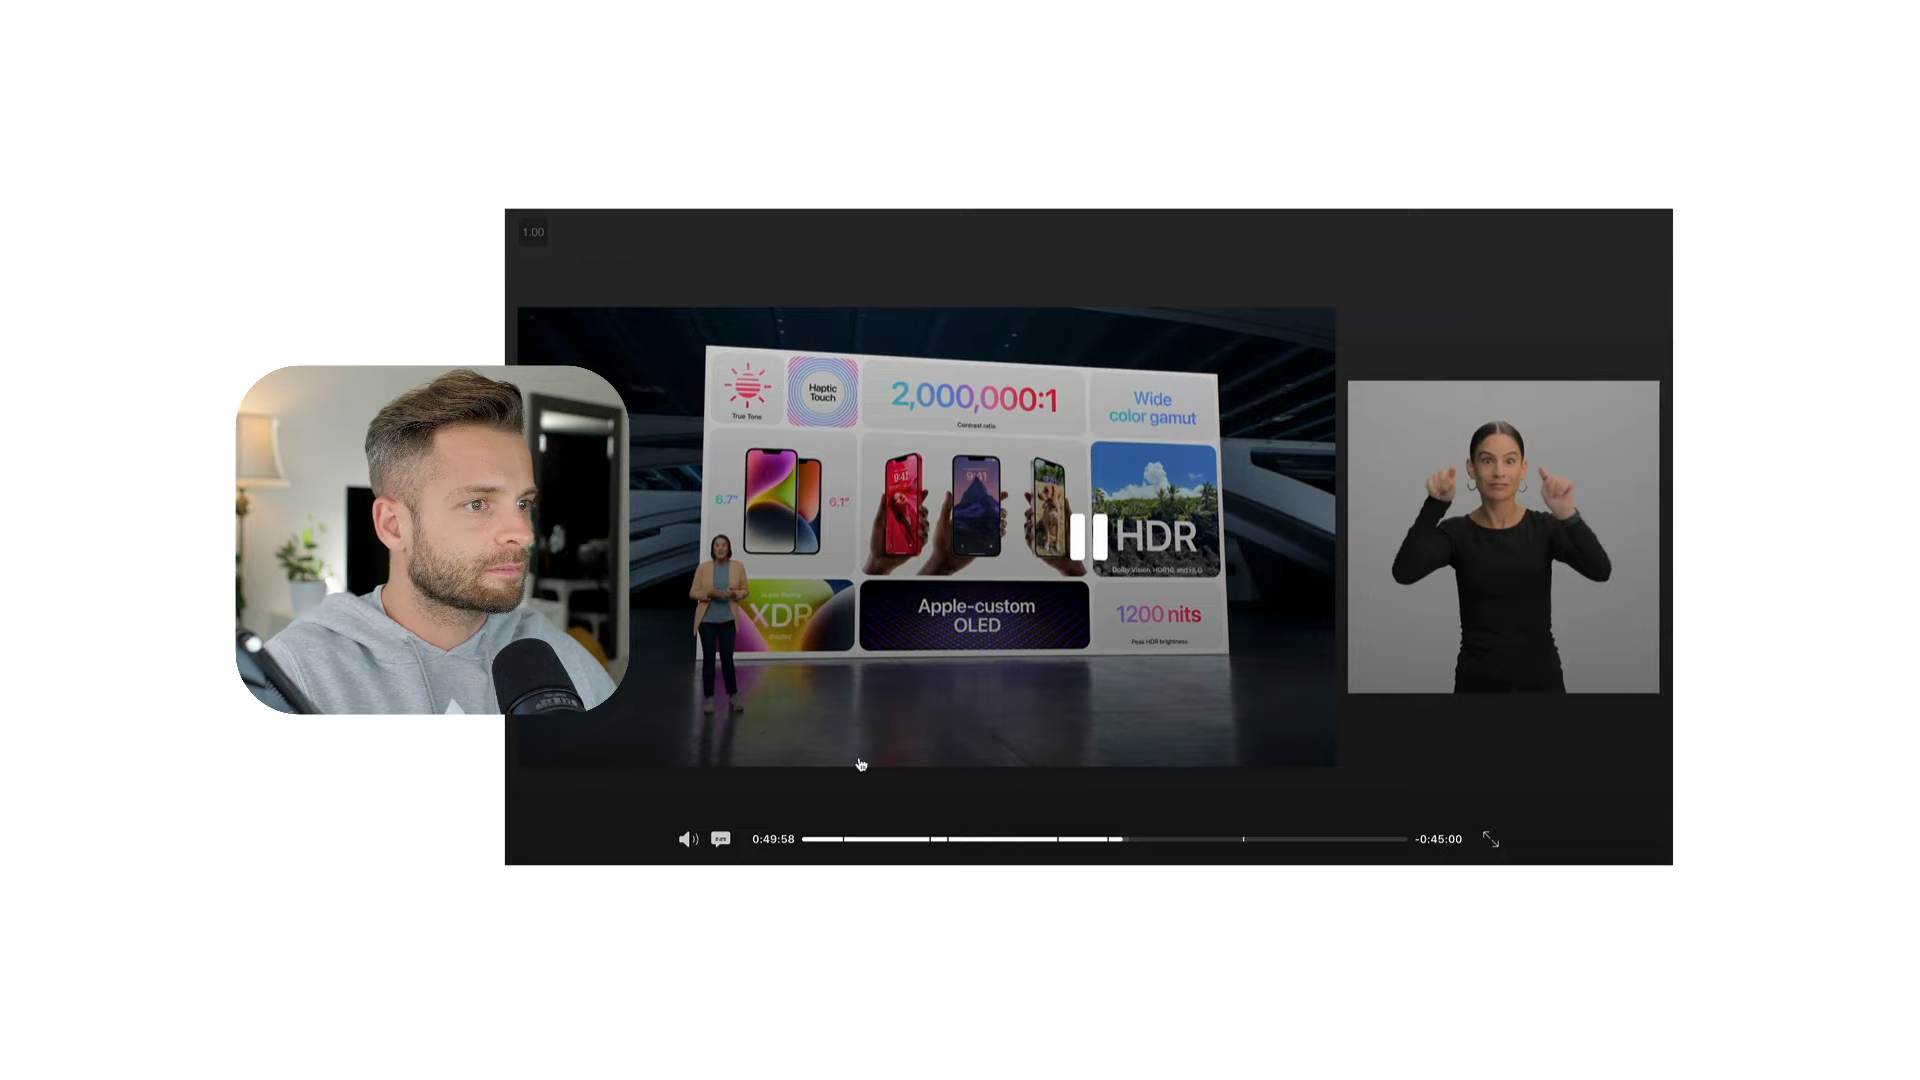 1.00
True Tone
Haptic
Touch
2,000,000:1
Contrast ratio
Wide
color gamut
6.7"
6.1"
9:41
9:41
HDR
Dolby Vision, HDR10, and HLG
XDR
display
Apple-custom
OLED
1200 nits
Peak HDR brightness
0:49:58
-0:45:00